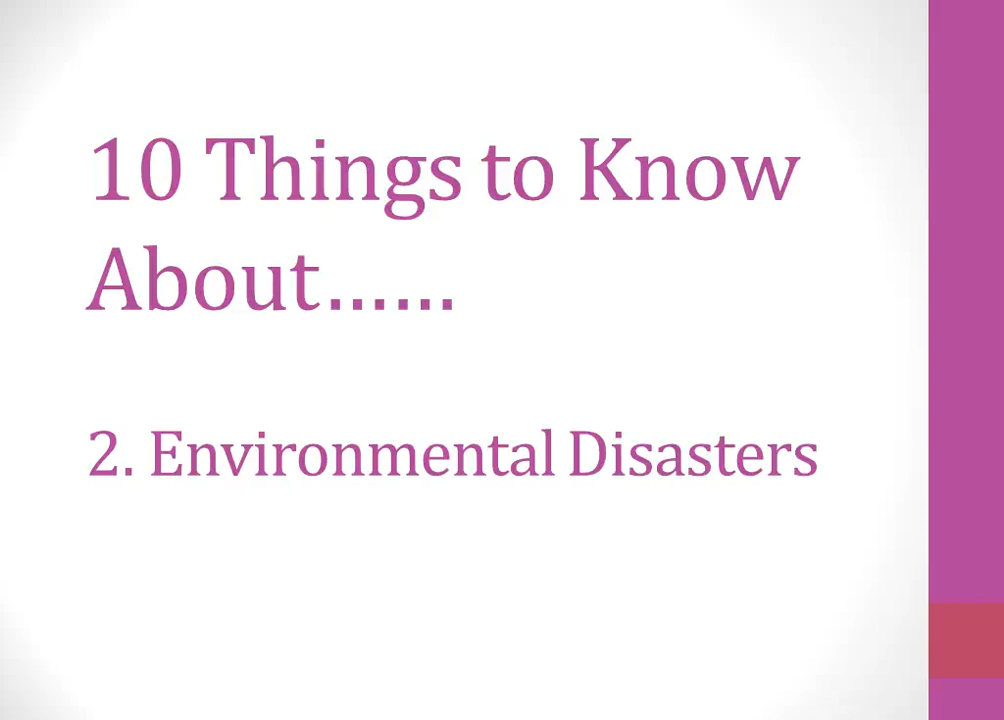 10 Things to Know
About……
2. Environmental Disasters